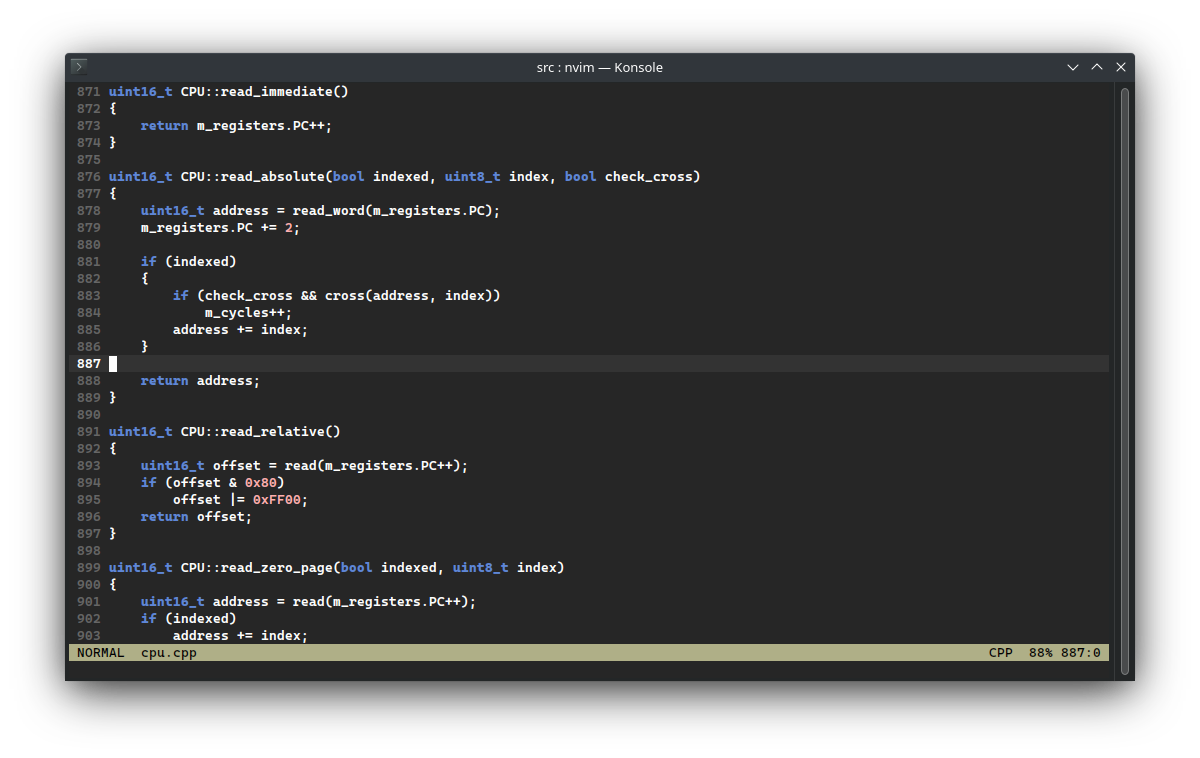 src : nvim — Konsole
871 uint16_t CPU::read_immediate()
872 {
873     return m_registers.PC++;
874 }
875
876 uint16_t CPU::read_absolute(bool indexed, uint8_t index, bool check_cross)
877 {
878     uint16_t address = read_word(m_registers.PC);
879     m_registers.PC += 2;
880
881     if (indexed)
882     {
883         if (check_cross && cross(address, index))
884             m_cycles++;
885         address += index;
886     }
887
888     return address;
889 }
890
891 uint16_t CPU::read_relative()
892 {
893     uint16_t offset = read(m_registers.PC++);
894     if (offset & 0x80)
895         offset |= 0xFF00;
896     return offset;
897 }
898
899 uint16_t CPU::read_zero_page(bool indexed, uint8_t index)
900 {
901     uint16_t address = read(m_registers.PC++);
902     if (indexed)
903         address += index;
NORMAL  cpu.cpp  CPP  88% 887:0